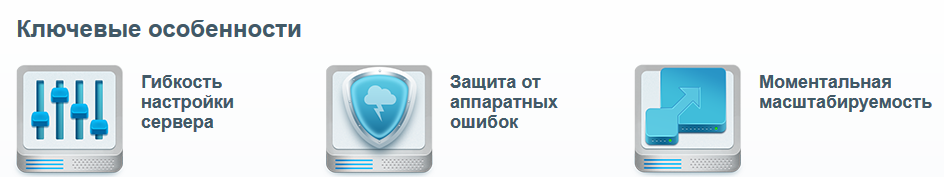 Ключевые особенности
Гибкость
настройки
сервера
Защита от
аппаратных
ошибок
Моментальная
масштабируемость